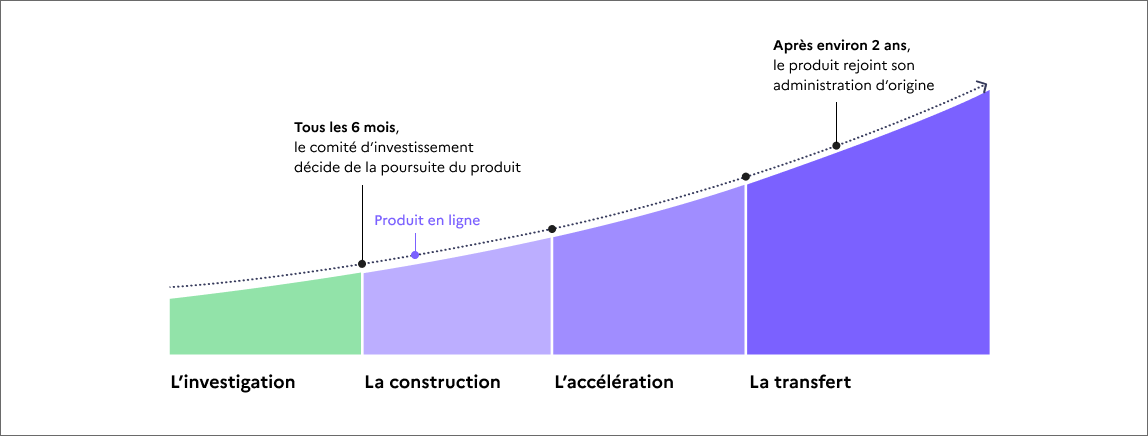 Après environ 2 ans,
le produit rejoint son
administration d’origine
Tous les 6 mois,
le comité d’investissement
décide de la poursuite du produit
Produit en ligne
L’investigation
La construction
L’accélération
La transfert